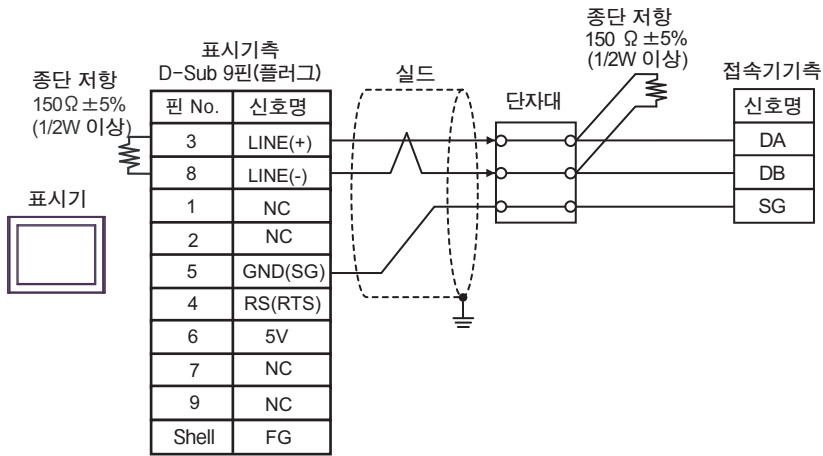 종단 저항
150 Ω ±5%
(1/2W 이상)
표시기측
D-Sub 9핀(플러그)
실드
접속기기측
종단 저항
150Ω±5%
(1/2W 이상)
단자대
핀 No. 신호명
신호명
3 LINE(+)
DA
8 LINE(-)
DB
표시기
1 NC
SG
2 NC
5 GND(SG)
4 RS(RTS)
6 5V
7 NC
9 NC
Shell FG